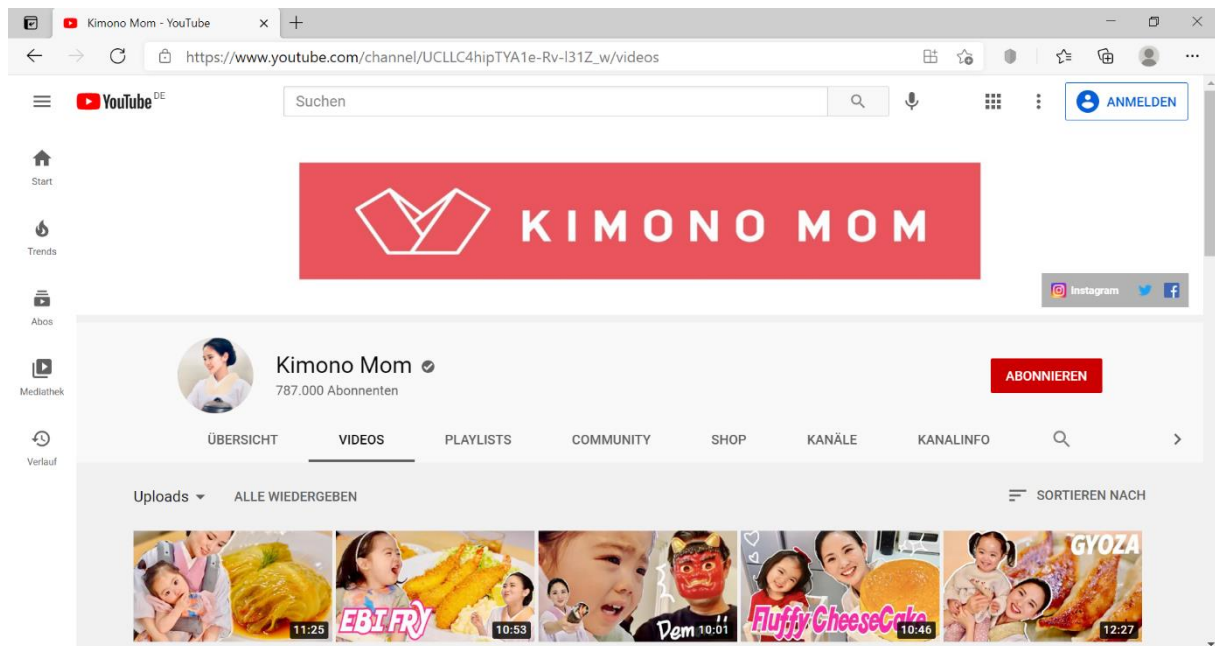 Kimono Mom - YouTube
https://www.youtube.com/channel/UCLLC4hipTYA1e-Rv-l31Z_w/videos
YouTube DE
Suchen
ANMELDEN
Start
Trends
Abos
Mediathek
Verlauf
KIMONO MOM
Instagram
Kimono Mom
787.000 Abonnenten
ABONNIEREN
ÜBERSICHT VIDEOS PLAYLISTS COMMUNITY SHOP KANÄLE KANALINFO
Uploads ALLE WIEDERGEBEN SORTIEREN NACH
11:25
EBI FRY
10:53
Dem
10:01
Fluffy CheeseCake
10:46
GYOZA
12:27